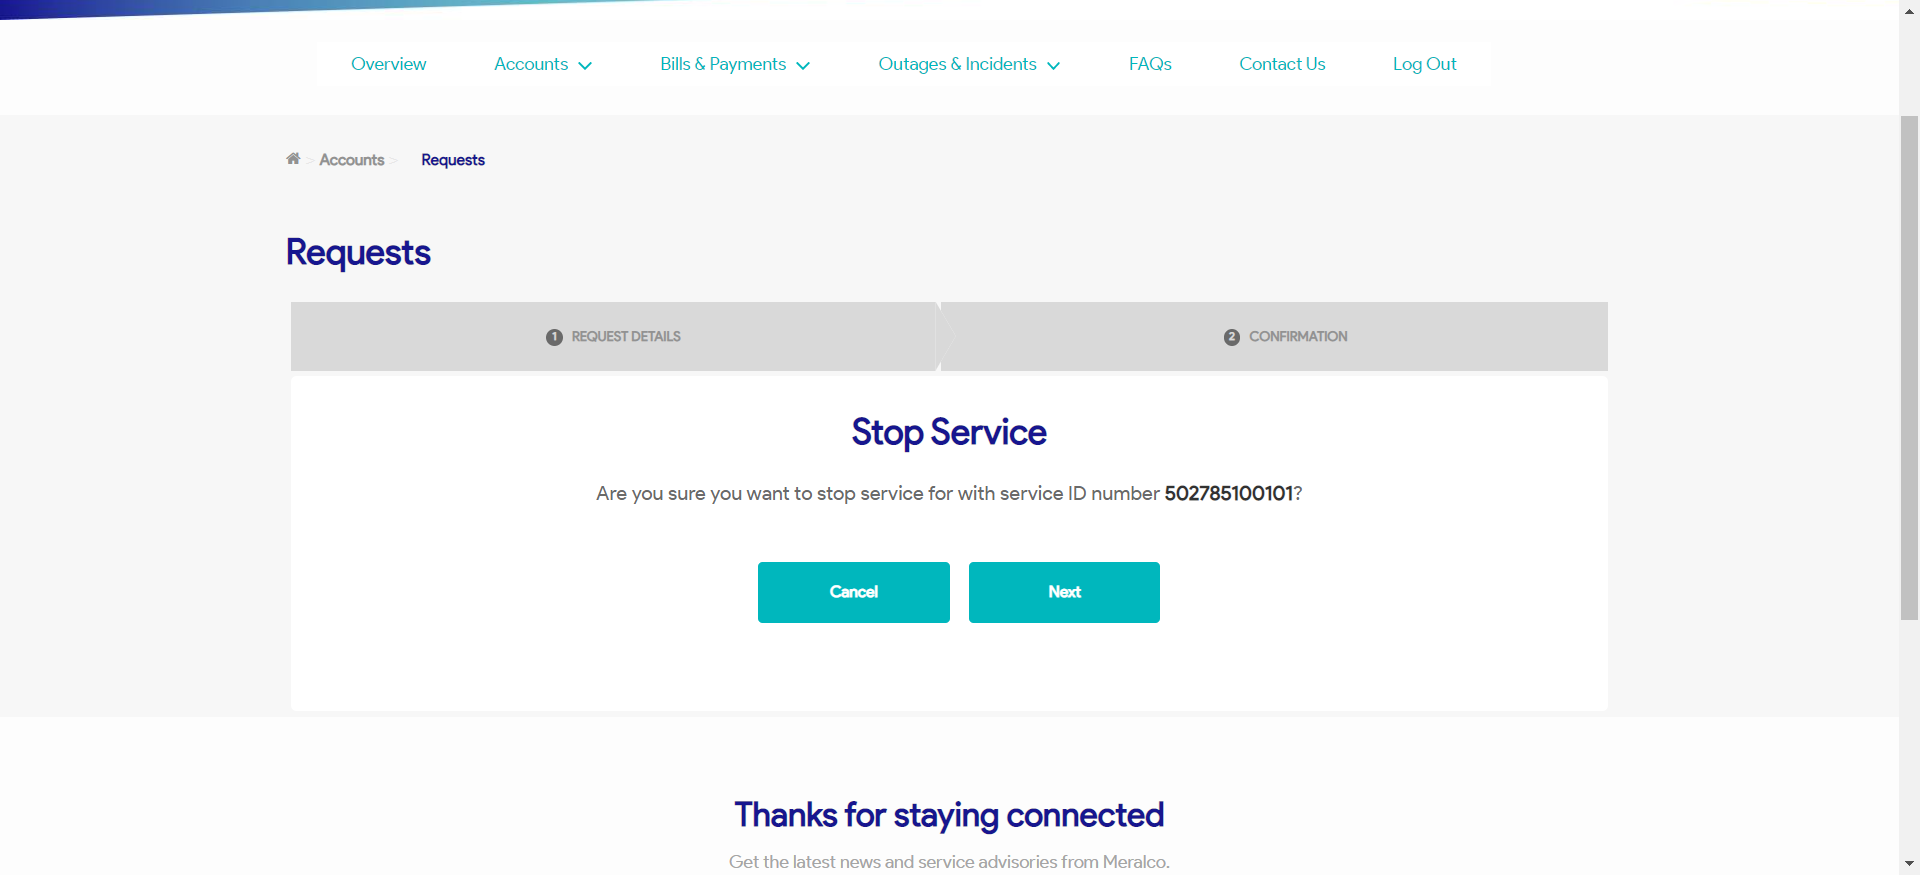 Overview Accounts Bills & Payments Outages & Incidents FAQs Contact Us Log Out
> Accounts > Requests
Requests
1 REQUEST DETAILS
2 CONFIRMATION
Stop Service
Are you sure you want to stop service for with service ID number 502785100101?
Cancel Next
Thanks for staying connected
Get the latest news and service advisories from Meralco.